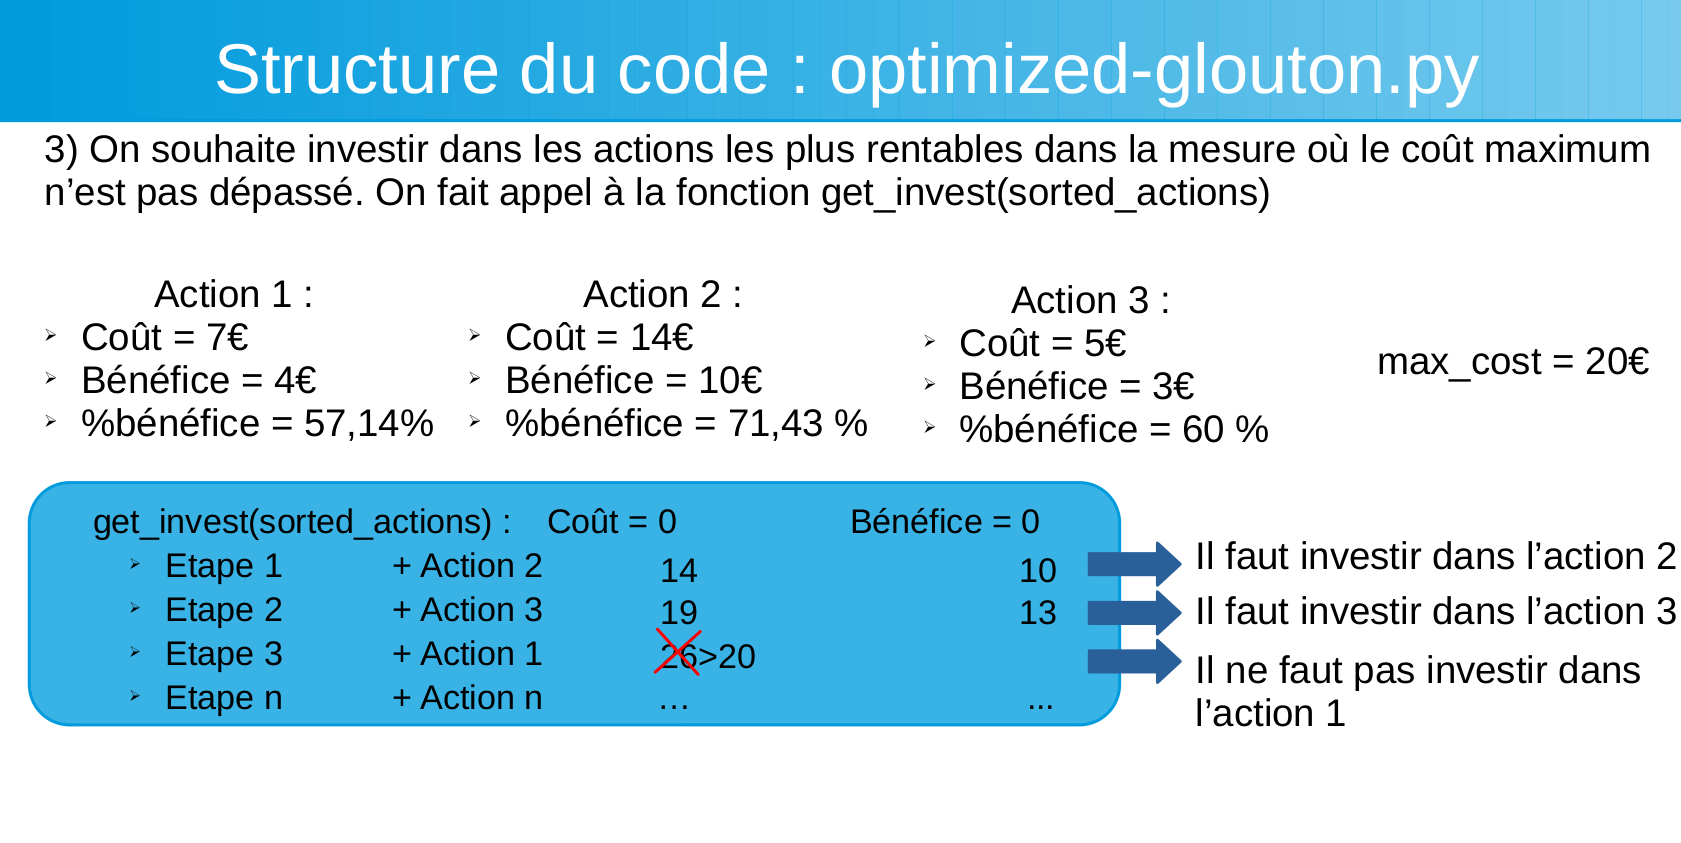 Structure du code : optimized-glouton.py
3) On souhaite investir dans les actions les plus rentables dans la mesure où le coût maximum
n’est pas dépassé. On fait appel à la fonction get_invest(sorted_actions)
Action 1 :
Coût = 7€
Bénéfice = 4€
%bénéfice = 57,14%
Action 2 :
Coût = 14€
Bénéfice = 10€
%bénéfice = 71,43 %
Action 3 :
Coût = 5€
Bénéfice = 3€
%bénéfice = 60 %
max_cost = 20€
get_invest(sorted_actions) : Coût = 0 Bénéfice = 0
Etape 1 + Action 2 14 10
Etape 2 + Action 3 19 13
Etape 3 + Action 1 26>20
Etape n + Action n … ...
Il faut investir dans l’action 2
Il faut investir dans l’action 3
Il ne faut pas investir dans
l’action 1